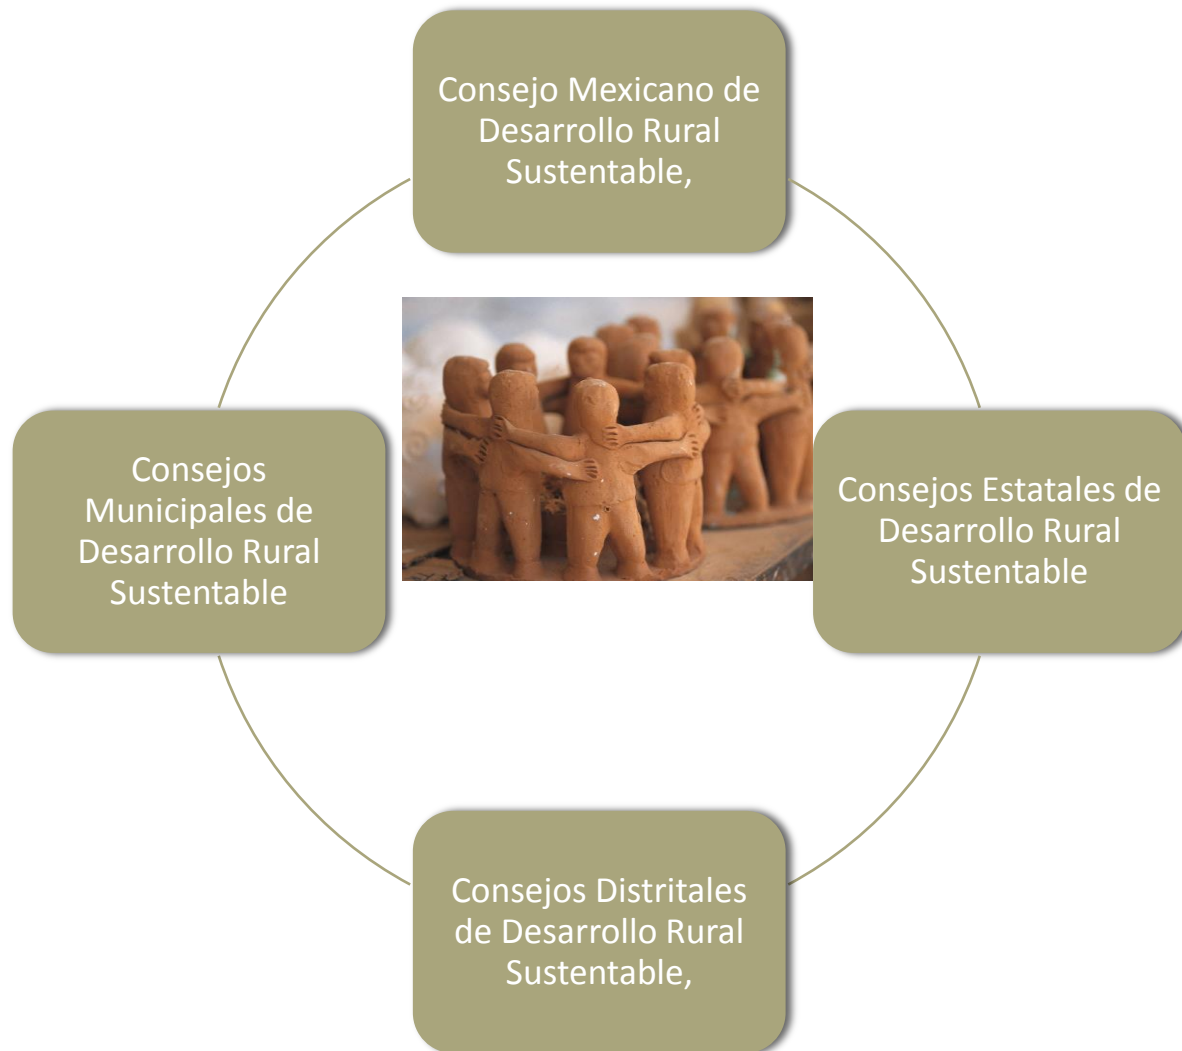 Consejo Mexicano de
Desarrollo Rural
Sustentable,
Consejos
Municipales de
Desarrollo Rural
Sustentable
Consejos Estatales de
Desarrollo Rural
Sustentable
Consejos Distritales
de Desarrollo Rural
Sustentable,